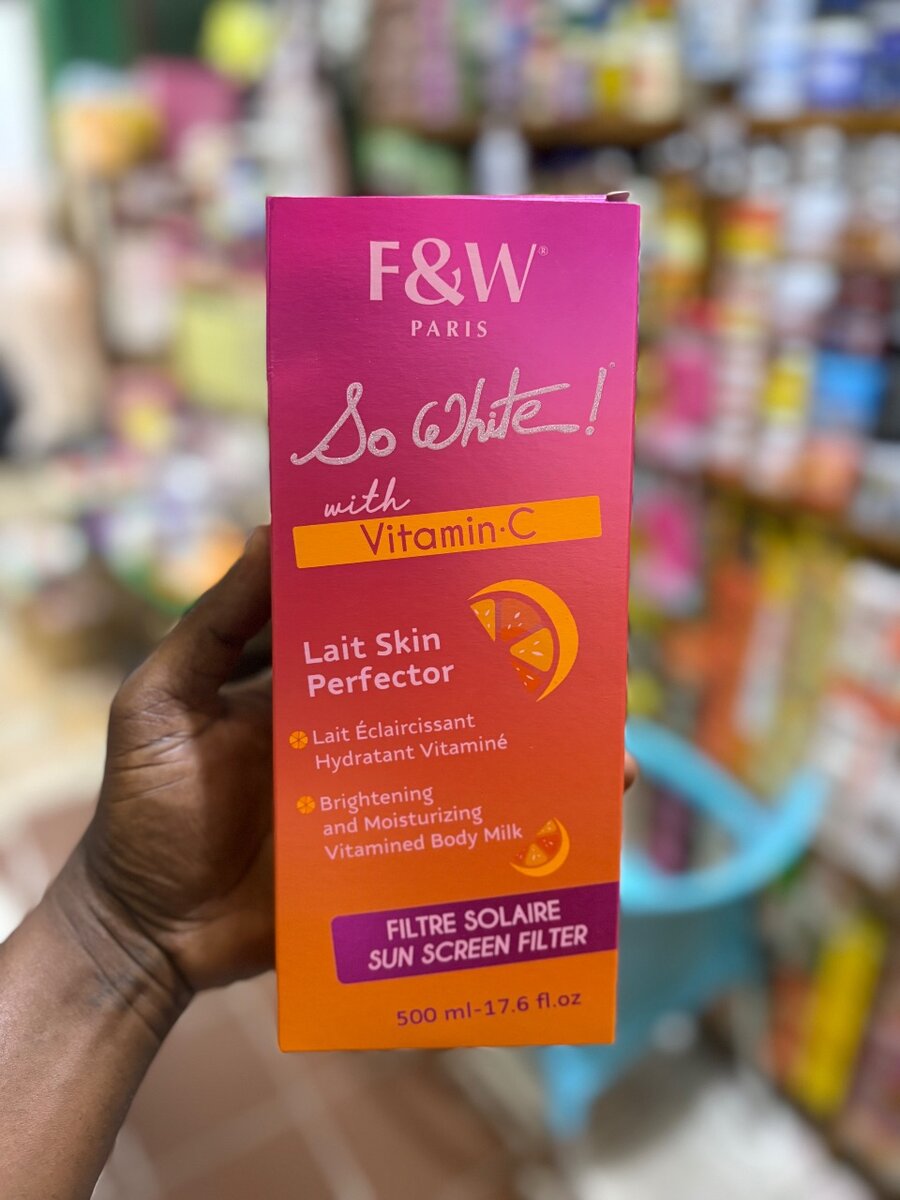 F&W®
PARIS
So White!
with
Vitamin·C
Lait Skin
Perfector
Lait Éclaircissant
Hydratant Vitaminé
Brightening
and Moisturizing
Vitamined Body Milk
FILTRE SOLAIRE
SUN SCREEN FILTER
500 ml-17.6 fl.oz